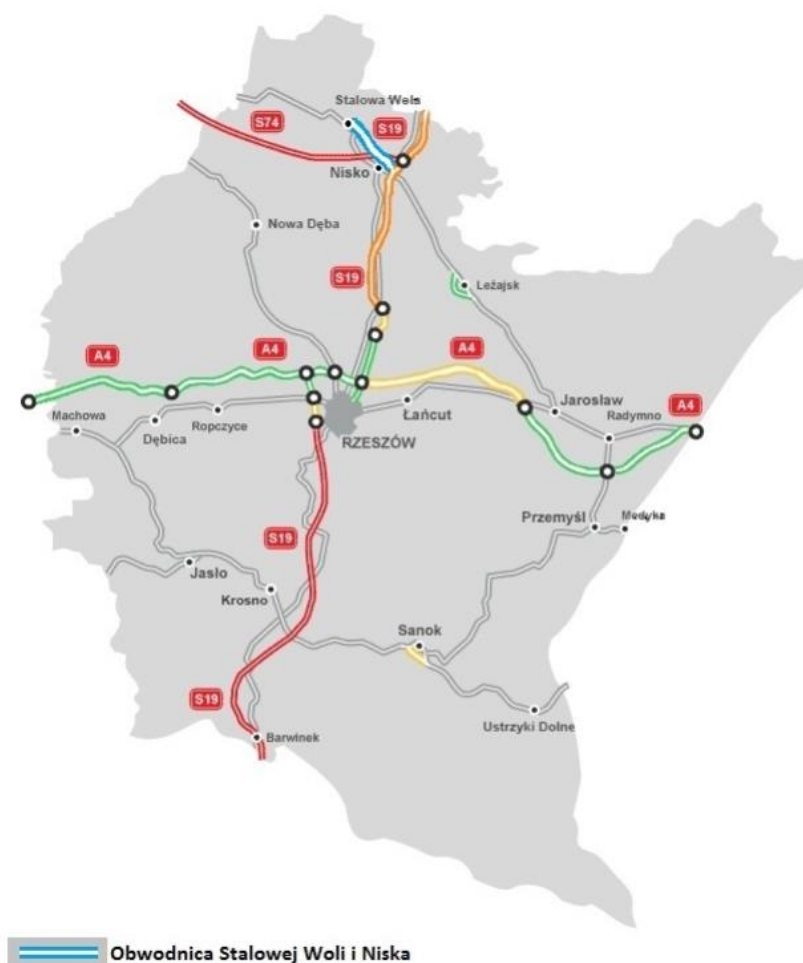 Stalowa Wola
S74
S19
Nisko
Nowa Dęba
S19
Leżajsk
A4
A4
A4
Jarosław
Machowa
Dębica
Ropczyce
Łańcut
Radymno
A4
RZESZÓW
Przemyśl
Medyka
S19
Jasło
Krosno
Sanok
S19
Barwinek
Ustrzyki Dolne
Obwodnica Stalowej Woli i Niska